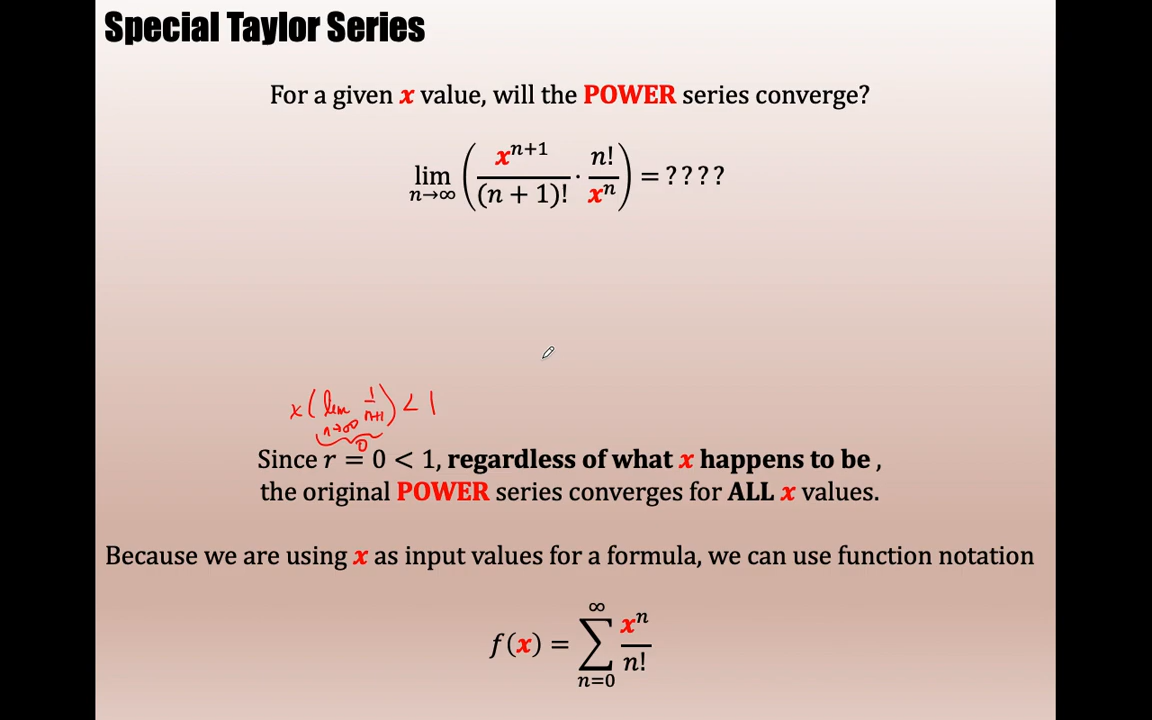 Special Taylor Series
For a given x value, will the POWER series converge?
lim n→∞ ( x^{n+1} / (n + 1)! · n! / x^n ) = ????
x ( lim n→∞ 1 / n+1 ) < 1
0
Since r = 0 < 1, regardless of what x happens to be ,
the original POWER series converges for ALL x values.
Because we are using x as input values for a formula, we can use function notation
f(x) = ∑_{n=0}^{∞} x^n / n!